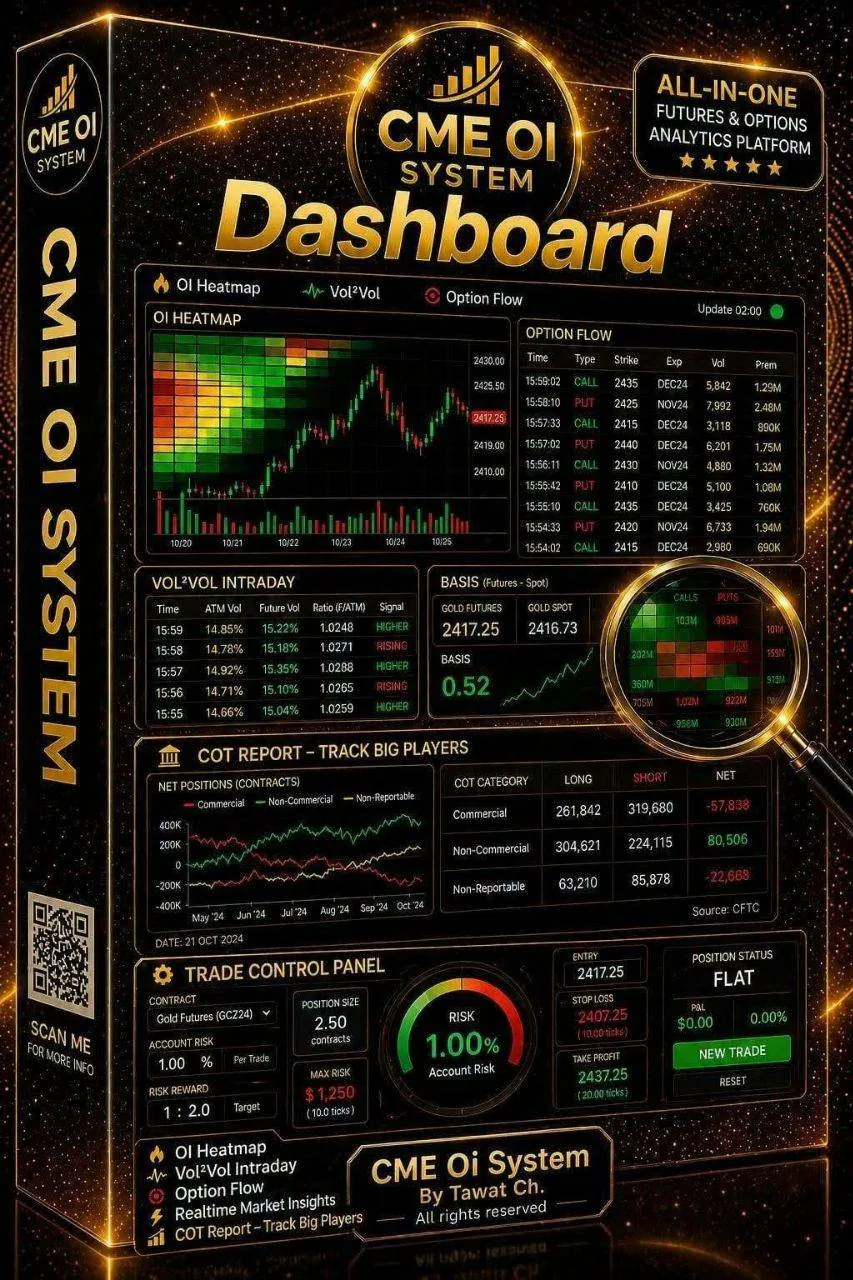 CME OI
SYSTEM
CME OI SYSTEM
SCAN ME
FOR MORE INFO
CME OI
SYSTEM
Dashboard
ALL-IN-ONE
FUTURES & OPTIONS
ANALYTICS PLATFORM
OI Heatmap Vol²Vol Option Flow Update 02:00
OI HEATMAP
2430.00
2425.50
2417.25
2419.00
2410.00
10/20 10/21 10/22 10/23 10/24 10/25
OPTION FLOW
Time Type Strike Exp Vol Prem
15:59:02 CALL 2435 DEC24 5,842 1.29M
15:58:10 PUT 2425 NOV24 7,992 2.48M
15:57:33 CALL 2415 DEC24 3,118 890K
15:57:02 PUT 2440 DEC24 6,201 1.75M
15:56:11 CALL 2430 NOV24 4,880 1.32M
15:55:42 PUT 2410 DEC24 5,100 1.08M
15:55:10 CALL 2435 DEC24 3,425 760K
15:54:33 PUT 2420 NOV24 6,733 1.94M
15:54:02 CALL 2415 DEC24 2,980 690K
VOL²VOL INTRADAY
Time ATM Vol Future Vol Ratio (F/ATM) Signal
15:59 14.85% 15.22% 1.0248 HIGHER
15:58 14.78% 15.18% 1.0271 RISING
15:57 14.92% 15.35% 1.0288 HIGHER
15:56 14.71% 15.10% 1.0265 RISING
15:55 14.66% 15.04% 1.0259 HIGHER
BASIS (Futures - Spot)
GOLD FUTURES GOLD SPOT
2417.25 2416.73
BASIS
0.52
CALLS PUTS
103M
202M
360M
1.02M 922M
956M 930M
COT REPORT – TRACK BIG PLAYERS
NET POSITIONS (CONTRACTS)
Commercial Non-Commercial Non-Reportable
400K
200K
0
-200K
-400K
May '24 Jun '24 Jul '24 Aug '24 Sep '24 Oct '24
DATE: 21 OCT 2024
COT CATEGORY LONG SHORT NET
Commercial 261,842 319,680 -57,838
Non-Commercial 304,621 224,115 80,506
Non-Reportable 63,210 85,878 -22,668
Source: CFTC
TRADE CONTROL PANEL
CONTRACT
Gold Futures (GCZ24)
ACCOUNT RISK
1.00 % Per Trade
RISK REWARD
1 : 2.0 Target
POSITION SIZE
2.50
contracts
MAX RISK
$1,250
(10.0 ticks)
RISK
1.00%
Account Risk
ENTRY
2417.25
STOP LOSS
2407.25
(10.00 ticks)
TAKE PROFIT
2437.25
(20.00 ticks)
POSITION STATUS
FLAT
P&L
$0.00 0.00%
NEW TRADE
RESET
OI Heatmap
Vol²Vol Intraday
Option Flow
Realtime Market Insights
COT Report – Track Big Players
CME Oi System
By Tawat Ch.
All rights reserved